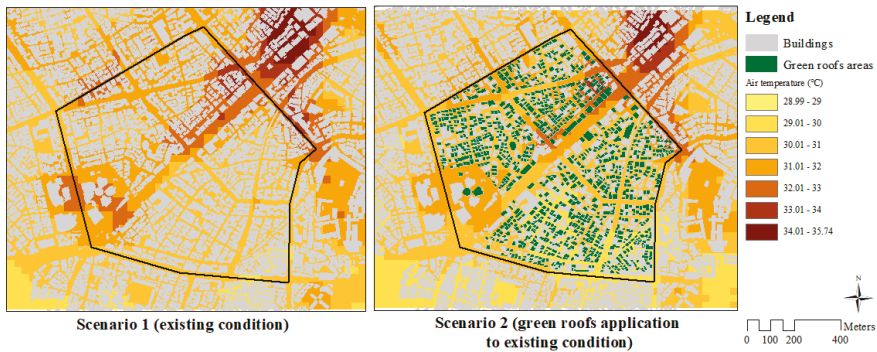 Legend
Buildings
Green roofs areas
Air temperature (°C)
28.99 - 29
29.01 - 30
30.01 - 31
31.01 - 32
32.01 - 33
33.01 - 34
34.01 - 35.74
N
Meters
0 100 200 400
Scenario 1 (existing condition)
Scenario 2 (green roofs application
to existing condition)